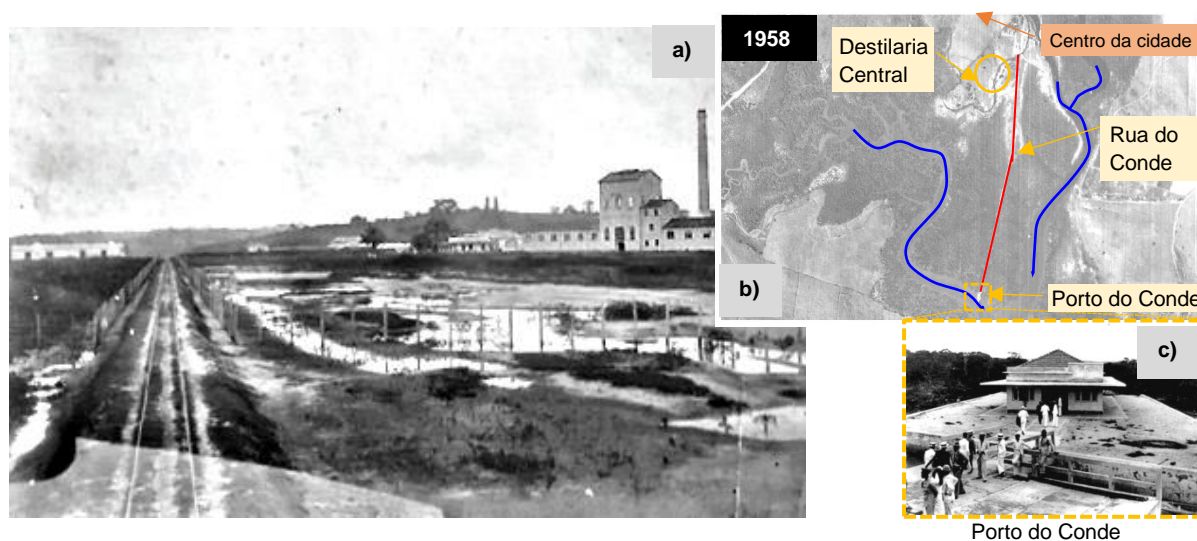 a)
1958
Destilaria
Central
Centro da cidade
Rua do
Conde
b)
Porto do Conde
c)
Porto do Conde